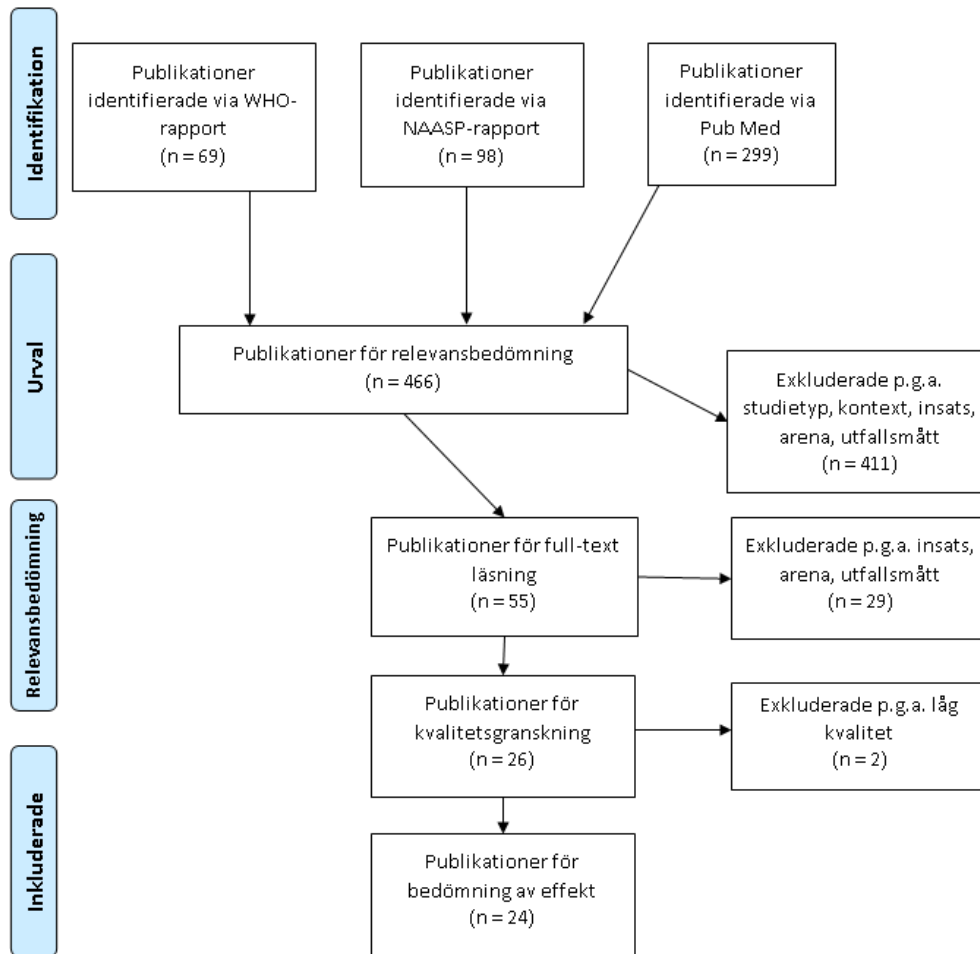 Identifikation
Publikationer
identifierade via WHO-
rapport
(n = 69)
Publikationer
identifierade via
NAASP-rapport
(n = 98)
Publikationer
identifierade via
Pub Med
(n = 299)
Urval
Publikationer för relevansbedömning
(n = 466)
Exkluderade p.g.a.
studietyp, kontext, insats,
arena, utfallsmått
(n = 411)
Relevansbedömning
Publikationer för full-text
läsning
(n = 55)
Exkluderade p.g.a. insats,
arena, utfallsmått
(n = 29)
Publikationer för
kvalitetsgranskning
(n = 26)
Exkluderade p.g.a. låg
kvalitet
(n = 2)
Inkluderade
Publikationer för
bedömning av effekt
(n = 24)